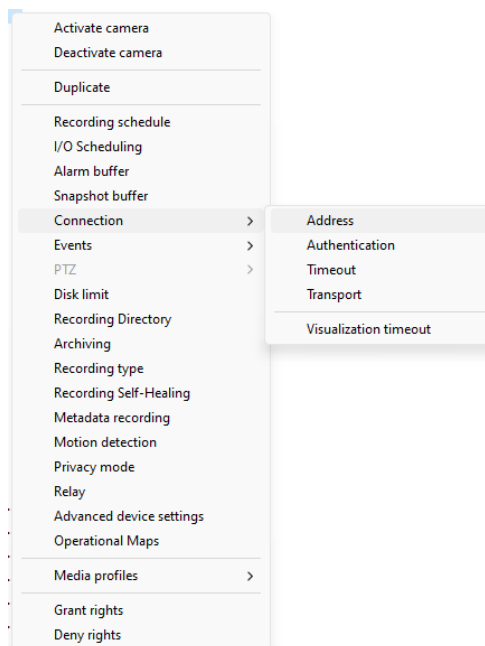 Activate camera
Deactivate camera
Duplicate
Recording schedule
I/O Scheduling
Alarm buffer
Snapshot buffer
Connection
Events
PTZ
Disk limit
Recording Directory
Archiving
Recording type
Recording Self-Healing
Metadata recording
Motion detection
Privacy mode
Relay
Advanced device settings
Operational Maps
Media profiles
Grant rights
Deny rights
Address
Authentication
Timeout
Transport
Visualization timeout